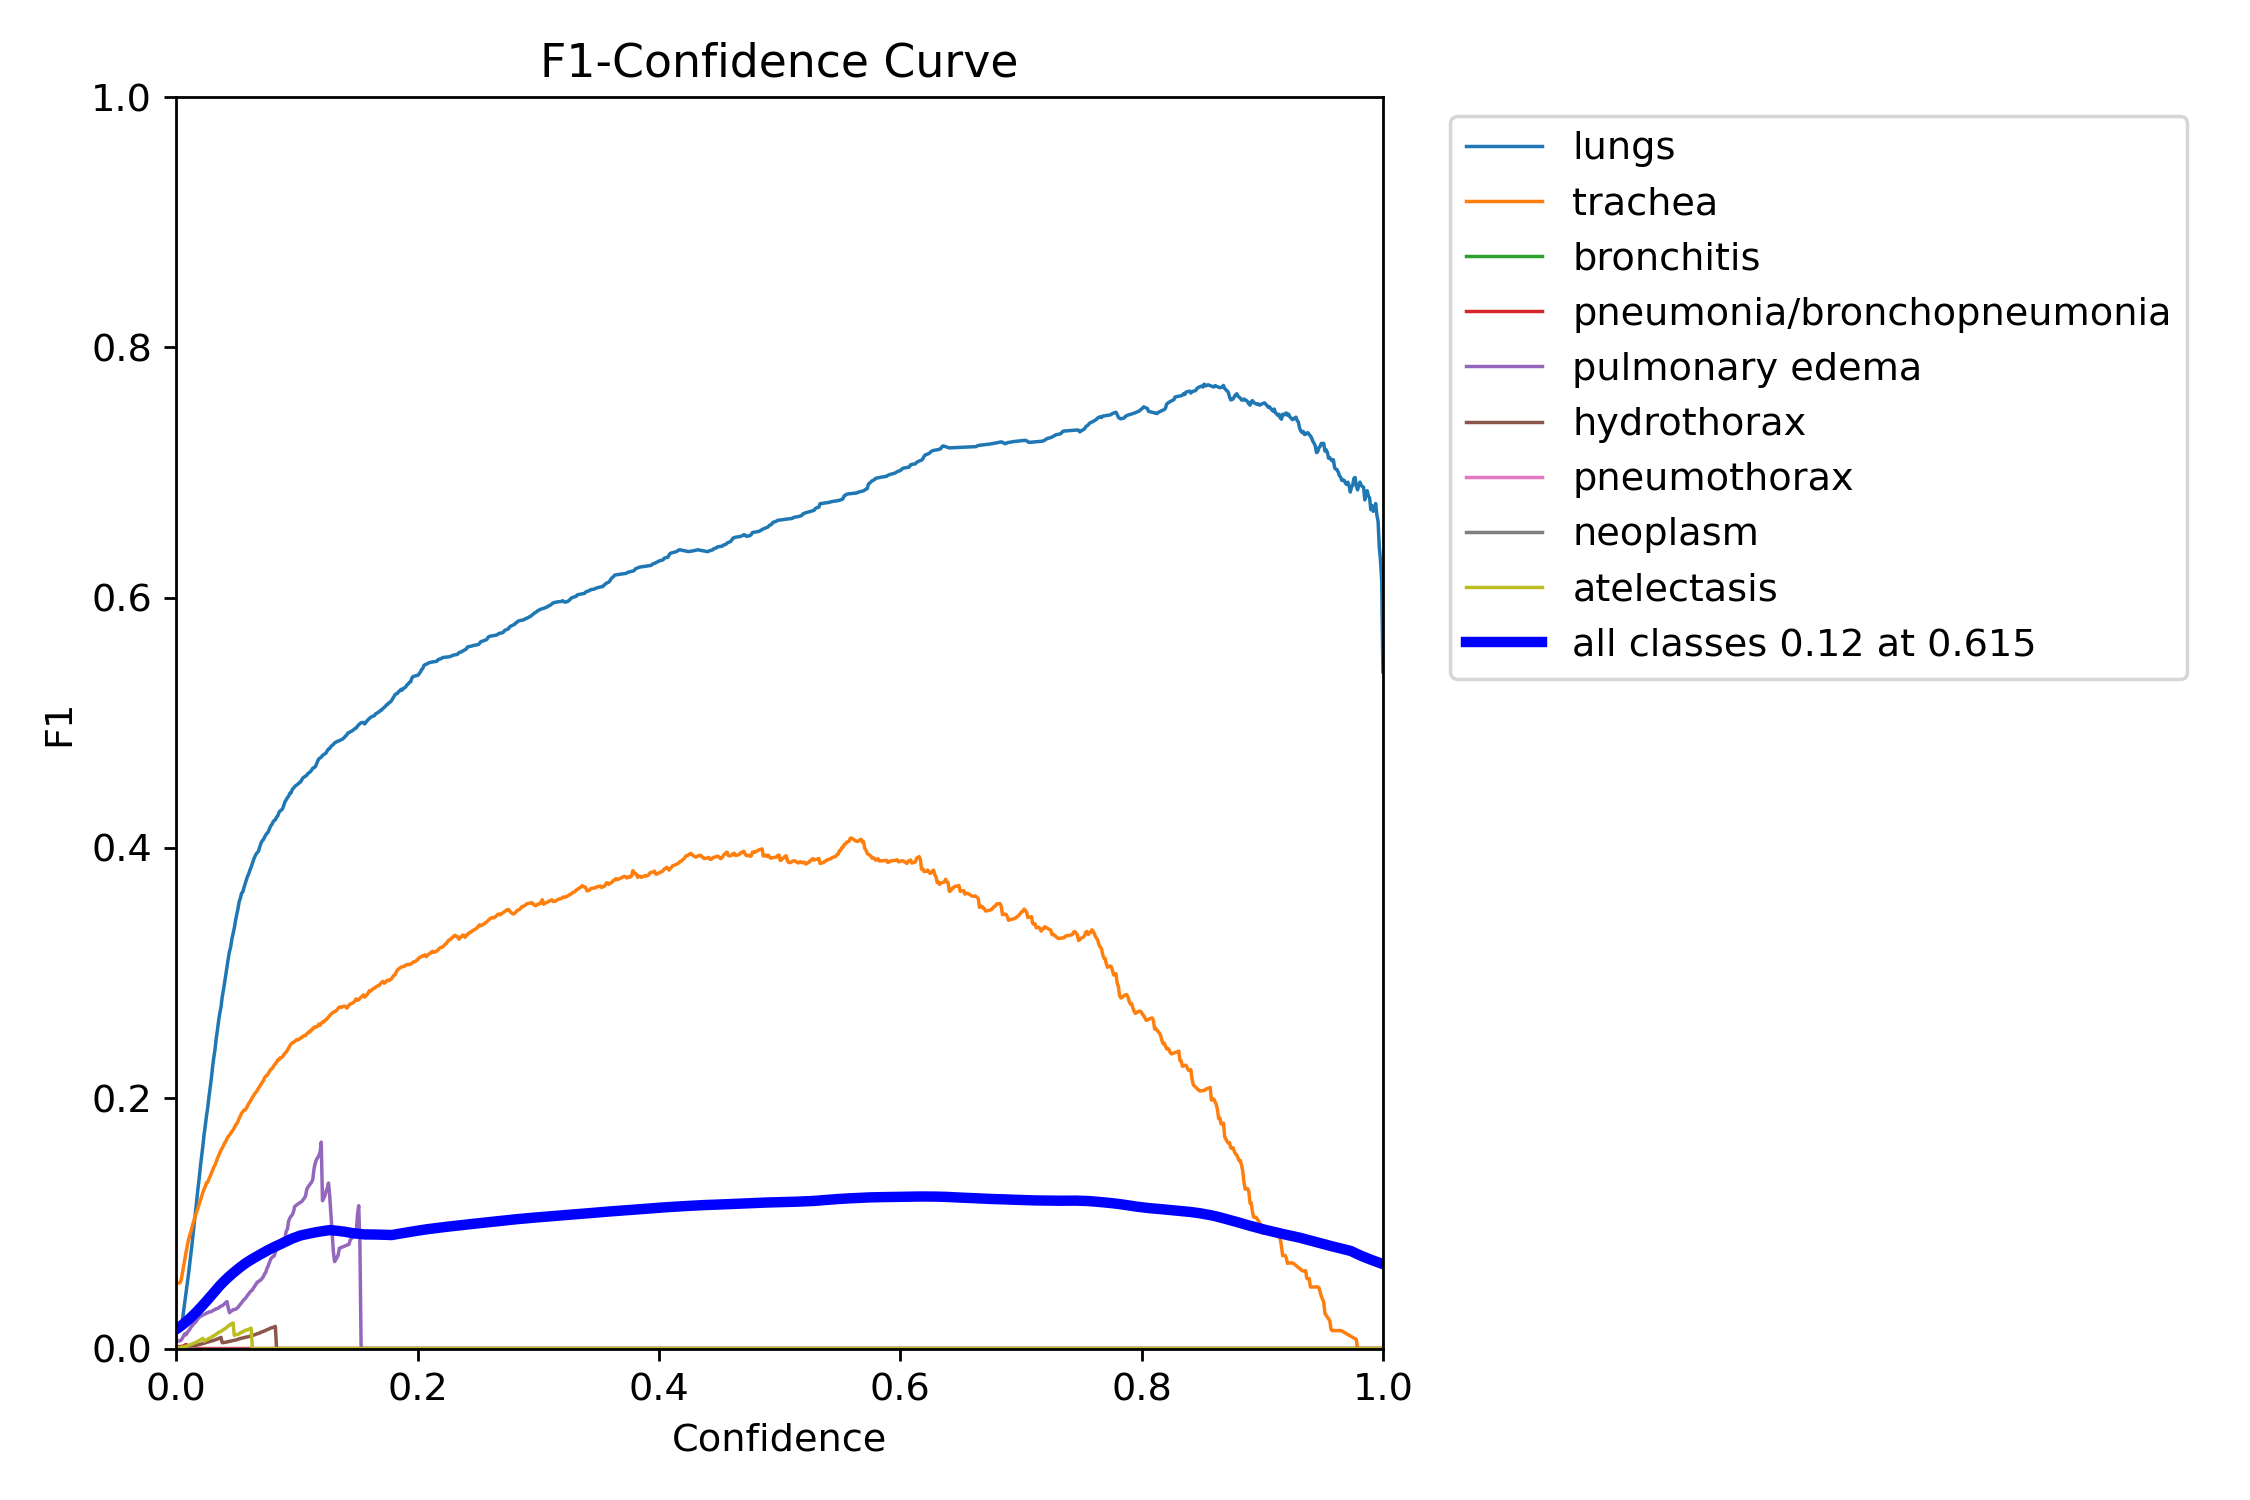 F1-Confidence Curve
1.0
0.8
0.6
0.4
0.2
0.0
F1
0.0 0.2 0.4 0.6 0.8 1.0
Confidence
lungs
trachea
bronchitis
pneumonia/bronchopneumonia
pulmonary edema
hydrothorax
pneumothorax
neoplasm
atelectasis
all classes 0.12 at 0.615